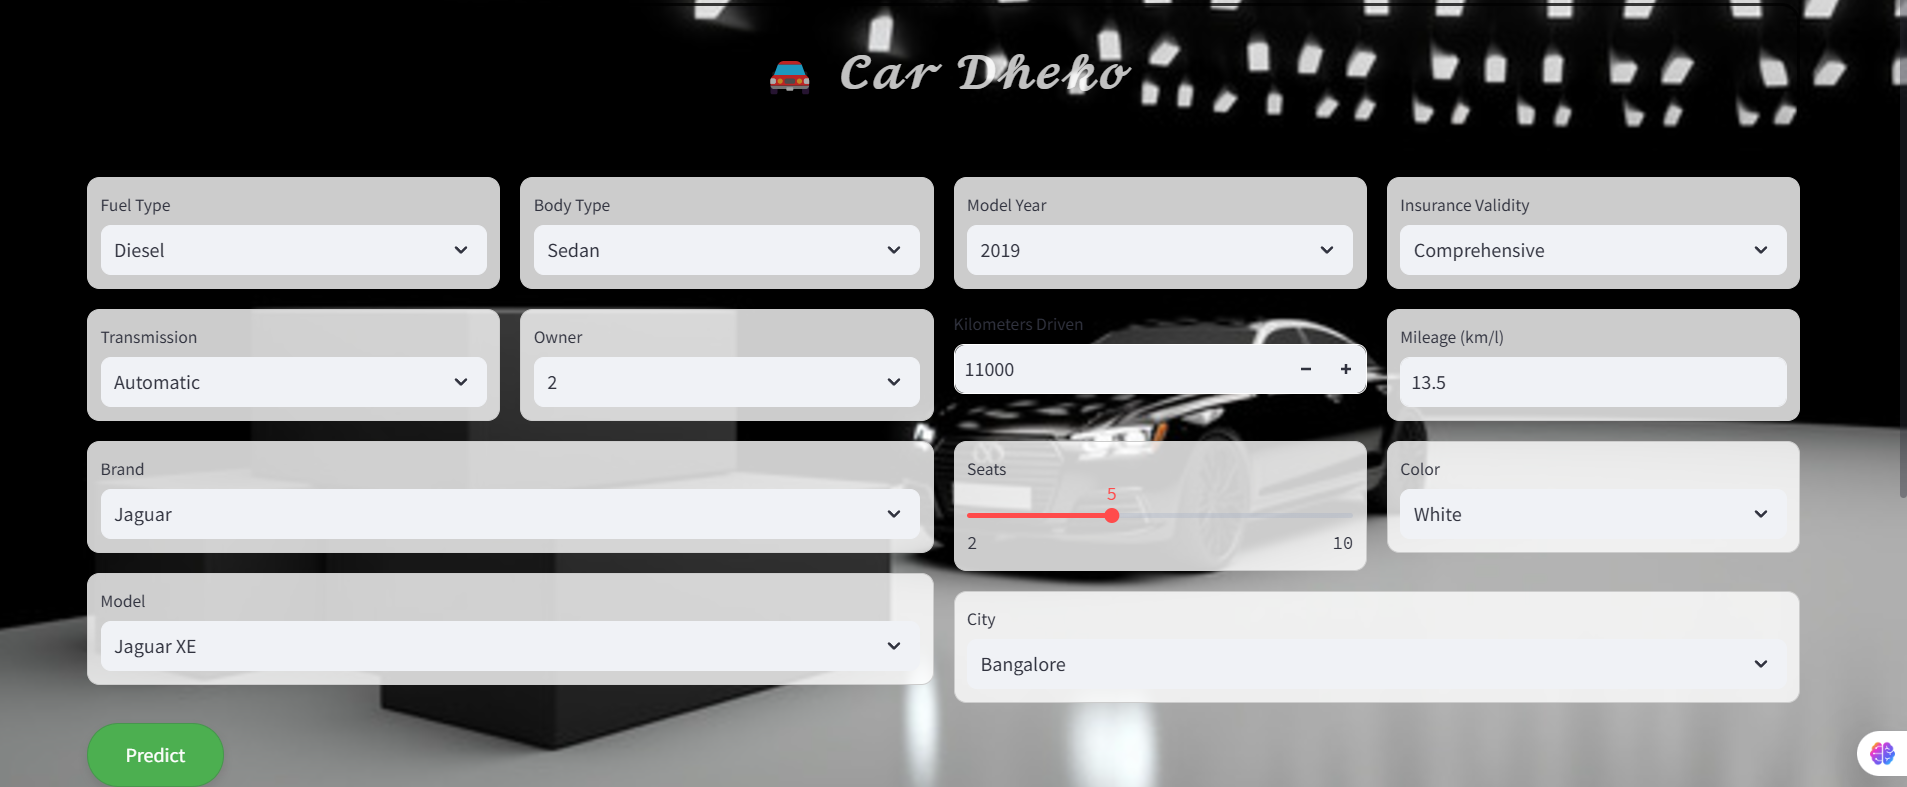 Car Dheko
Fuel Type
Diesel
Body Type
Sedan
Model Year
2019
Insurance Validity
Comprehensive
Transmission
Automatic
Owner
2
Kilometers Driven
11000
Mileage (km/l)
13.5
Brand
Jaguar
Seats
5
2 10
Color
White
Model
Jaguar XE
City
Bangalore
Predict